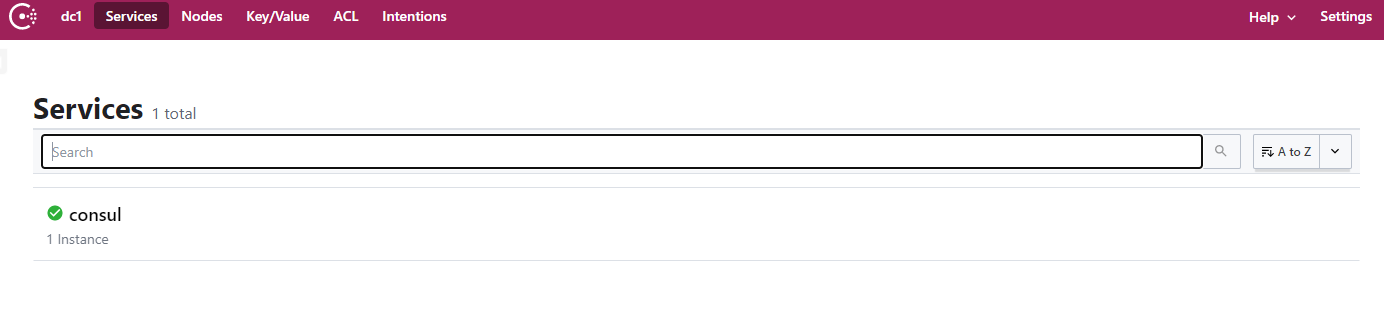 dc1 Services Nodes Key/Value ACL Intentions Help Settings
Services 1 total
Search A to Z
consul
1 Instance